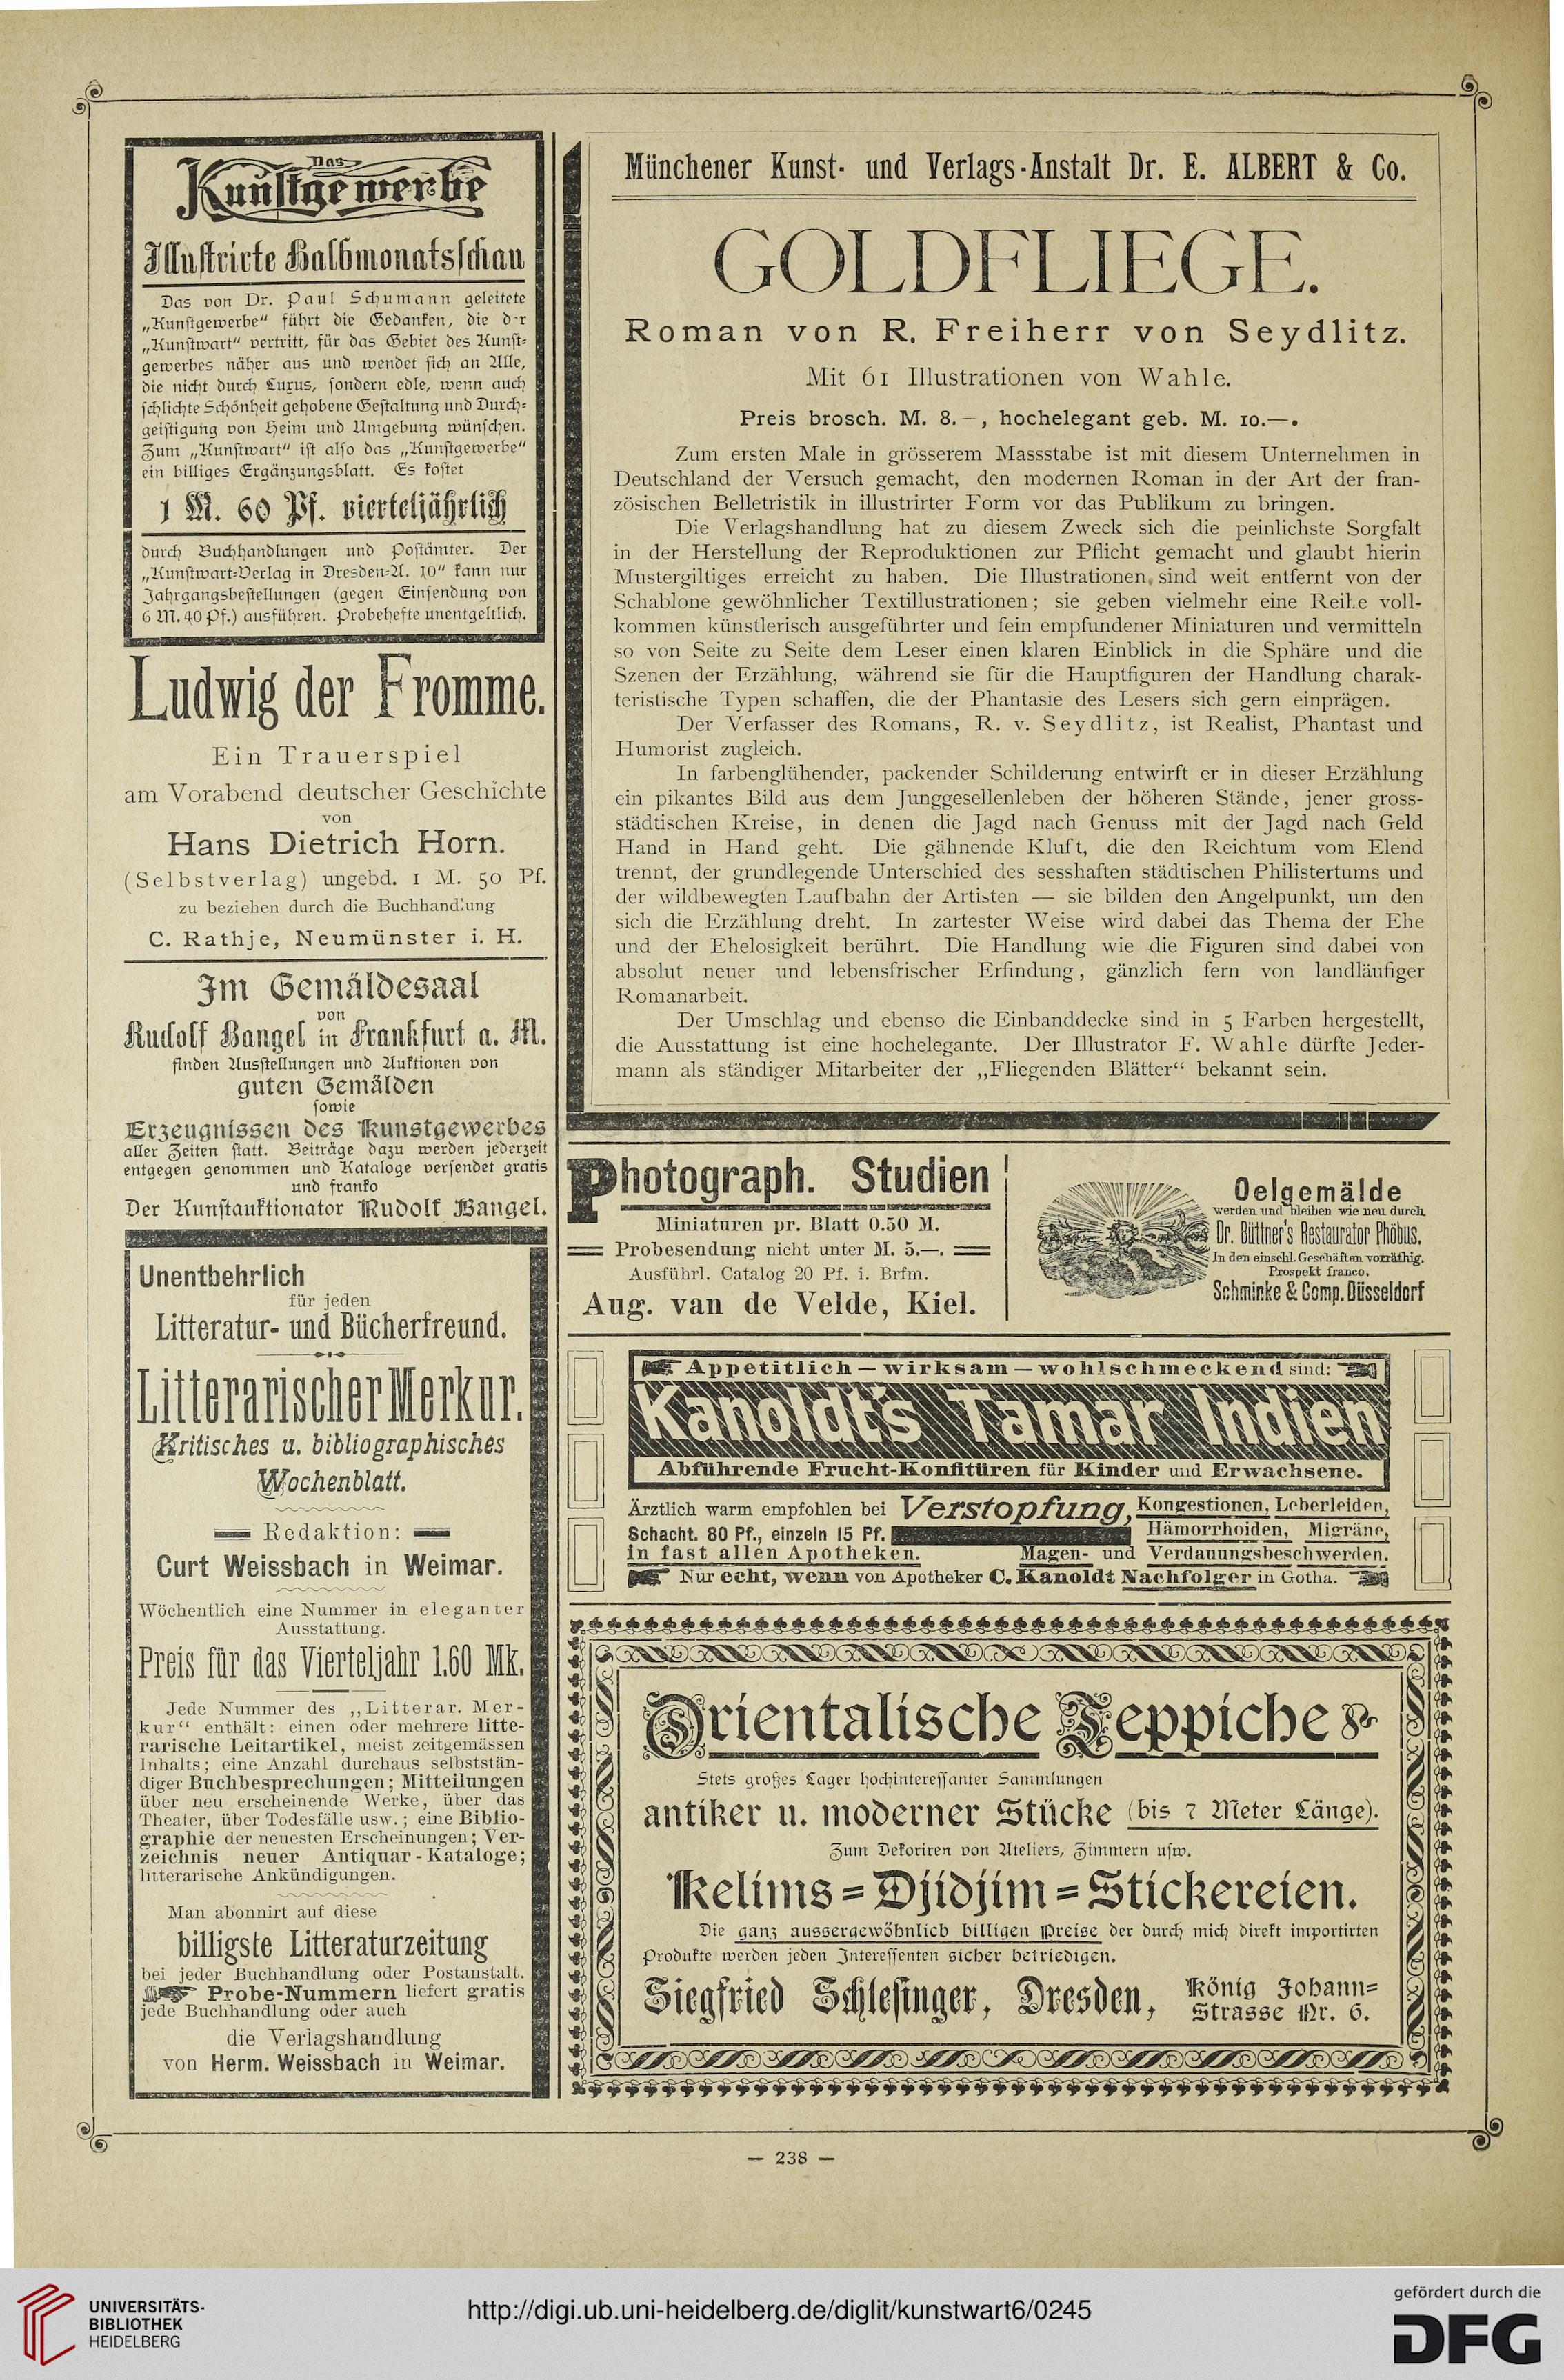 Das
Kunstgewerbe
Illustrirte Halbmonatsschau
Das von Dr. Paul Schumann geleitete
„Kunstgewerbe“ führt die Gedanken, die d r
„Kunstwart“ vertritt, für das Gebiet des Kunst-
gewerbes näher aus und wendet sich an Alle,
die nicht durch Luxus, sondern edle, wenn auch
schlichte Schönheit gehobene Gestaltung und Durch-
geistigung von Heim und Umgebung wünschen.
Zum „Kunstwart“ ist also das „Kunstgewerbe“
ein billiges Ergänzungsblatt. Es kostet
1 M. 60 Pf. vierteljährlich
durch Buchhandlungen und Postämter. Der
„Kunstwart-Verlag in Dresden-A. 10“ kann nur
Jahrgangsbestellungen (gegen Einsendung von
6 M. 40 Pf.) ausführen. Probehefte unentgeltlich.
Ludwig der Fromme.
Ein Trauerspiel
am Vorabend deutscher Geschichte
von
Hans Dietrich Horn.
(Selbstverlag) ungebd. 1 M. 50 Pf.
zu beziehen durch die Buchhandlung
C. Rathje, Neumünster i. H.
Im Gemäldesaal
von
Rudolf Bangel in Frankfurt a. M.
finden Ausstellungen und Auktionen von
guten Gemälden
sowie
Erzeugnissen des Kunstgewerbes
aller Zeiten statt. Beiträge dazu werden jederzeit
entgegen genommen und Kataloge versendet gratis
und franko
Der Kunstauktionator Rudolf Bangel.
Unentbehrlich
für jeden
Litteratur- und Bücherfreund.
Litterarischer Merkur.
Kritisches u. bibliographisches
Wochenblatt.
Redaktion:
Curt Weissbach in Weimar.
Wöchentlich eine Nummer in eleganter
Ausstattung.
Preis für das Vierteljahr 1.60 Mk.
Jede Nummer des „Litterar. Mer-
kur“ enthält: einen oder mehrere litte-
rarische Leitartikel, meist zeitgemässen
Inhalts; eine Anzahl durchaus selbststän-
diger Buchbesprechungen; Mitteilungen
über neu erscheinende Werke, über das
Theater, über Todesfälle usw.; eine Biblio-
graphie der neuesten Erscheinungen; Ver-
zeichnis neuer Antiquar-Kataloge;
litterarische Ankündigungen.
Man abonnirt auf diese
billigste Litteraturzeitung
bei jeder Buchhandlung oder Postanstalt.
Probe-Nummern liefert gratis
jede Buchhandlung oder auch
die Verlagshandlung
von Herm. Weissbach in Weimar.
Münchener Kunst- und Verlags-Anstalt Dr. E. ALBERT & Co.
GOLDFLIEGE.
Roman von R. Freiherr von Seydlitz.
Mit 61 Illustrationen von Wahle.
Preis brosch. M. 8.—, hochelegant geb. M. 10.—.
Zum ersten Male in grösserem Massstabe ist mit diesem Unternehmen in
Deutschland der Versuch gemacht, den modernen Roman in der Art der fran-
zösischen Belletristik in illustrirter Form vor das Publikum zu bringen.
Die Verlagshandlung hat zu diesem Zweck sich die peinlichste Sorgfalt
in der Herstellung der Reproduktionen zur Pflicht gemacht und glaubt hierin
Mustergiltiges erreicht zu haben. Die Illustrationen sind weit entfernt von der
Schablone gewöhnlicher Textillustrationen; sie geben vielmehr eine Reihe voll-
kommen künstlerisch ausgeführter und fein empfundener Miniaturen und vermitteln
so von Seite zu Seite dem Leser einen klaren Einblick in die Sphäre und die
Szenen der Erzählung, während sie für die Hauptfiguren der Handlung charak-
teristische Typen schaffen, die der Phantasie des Lesers sich gern einprägen.
Der Verfasser des Romans, R. v. Seydlitz, ist Realist, Phantast und
Humorist zugleich.
In farbenglühender, packender Schilderung entwirft er in dieser Erzählung
ein pikantes Bild aus dem Junggesellenleben der höheren Stände, jener gross-
städtischen Kreise, in denen die Jagd nach Genuss mit der Jagd nach Geld
Hand in Hand geht. Die gähnende Kluft, die den Reichtum vom Elend
trennt, der grundlegende Unterschied des sesshaften städtischen Philistertums und
der wildbewegten Laufbahn der Artisten — sie bilden den Angelpunkt, um den
sich die Erzählung dreht. In zartester Weise wird dabei das Thema der Ehe
und der Ehelosigkeit berührt. Die Handlung wie die Figuren sind dabei von
absolut neuer und lebensfrischer Erfindung, gänzlich fern von landläufiger
Romanarbeit.
Der Umschlag und ebenso die Einbanddecke sind in 5 Farben hergestellt,
die Ausstattung ist eine hochelegante. Der Illustrator F. Wahle dürfte Jeder-
mann als ständiger Mitarbeiter der „Fliegenden Blätter“ bekannt sein.
Photograph. Studien
Miniaturen pr. Blatt 0.50 M.
Probesendung nicht unter M. 5.—.
Ausführl. Catalog 20 Pf. i. Brfm.
Aug. van de Velde, Kiel.
Oelgemälde
werden und bleiben wie neu durch
Dr. Büttner's Restaurator Phöbus.
In den einschl. Geschäften vorräthig.
Prospekt franco.
Schmincke & Comp. Düsseldorf
Appetitlich — wirksam — wohlschmeckend sind:
Kanoldt's Tamar Indien
Abführende Frucht-Konfitüren für Kinder und Erwachsene.
Ärztlich warm empfohlen bei Verstopfung, Kongestionen, Leberleiden,
Schacht. 80 Pf., einzeln 15 Pf. Hämorrhoiden, Migräne,
in fast allen Apotheken. Magen- und Verdauungsbeschwerden.
Nur echt, wenn von Apotheker C. Kanoldt Nachfolger in Gotha.
Orientalische Teppiche
Stets großes Lager hochinteressanter Sammlungen
antiker u. moderner Stücke (bis 7 Meter Länge).
Zum Dekoriren von Ateliers, Zimmern usw.
Kelims=Djidjim=Stickereien.
Die ganz aussergewöhnlich billigen Preise der durch mich direkt importirten
Produkte werden jeden Interessenten sicher befriedigen.
Siegfried Schlesinger, Dresden, König Johann=
Strasse Nr. 6.
— 238 —
UNIVERSITÄTS-
BIBLIOTHEK
HEIDELBERG
http://digi.ub.uni-heidelberg.de/diglit/kunstwart6/0245
gefördert durch die
DFG